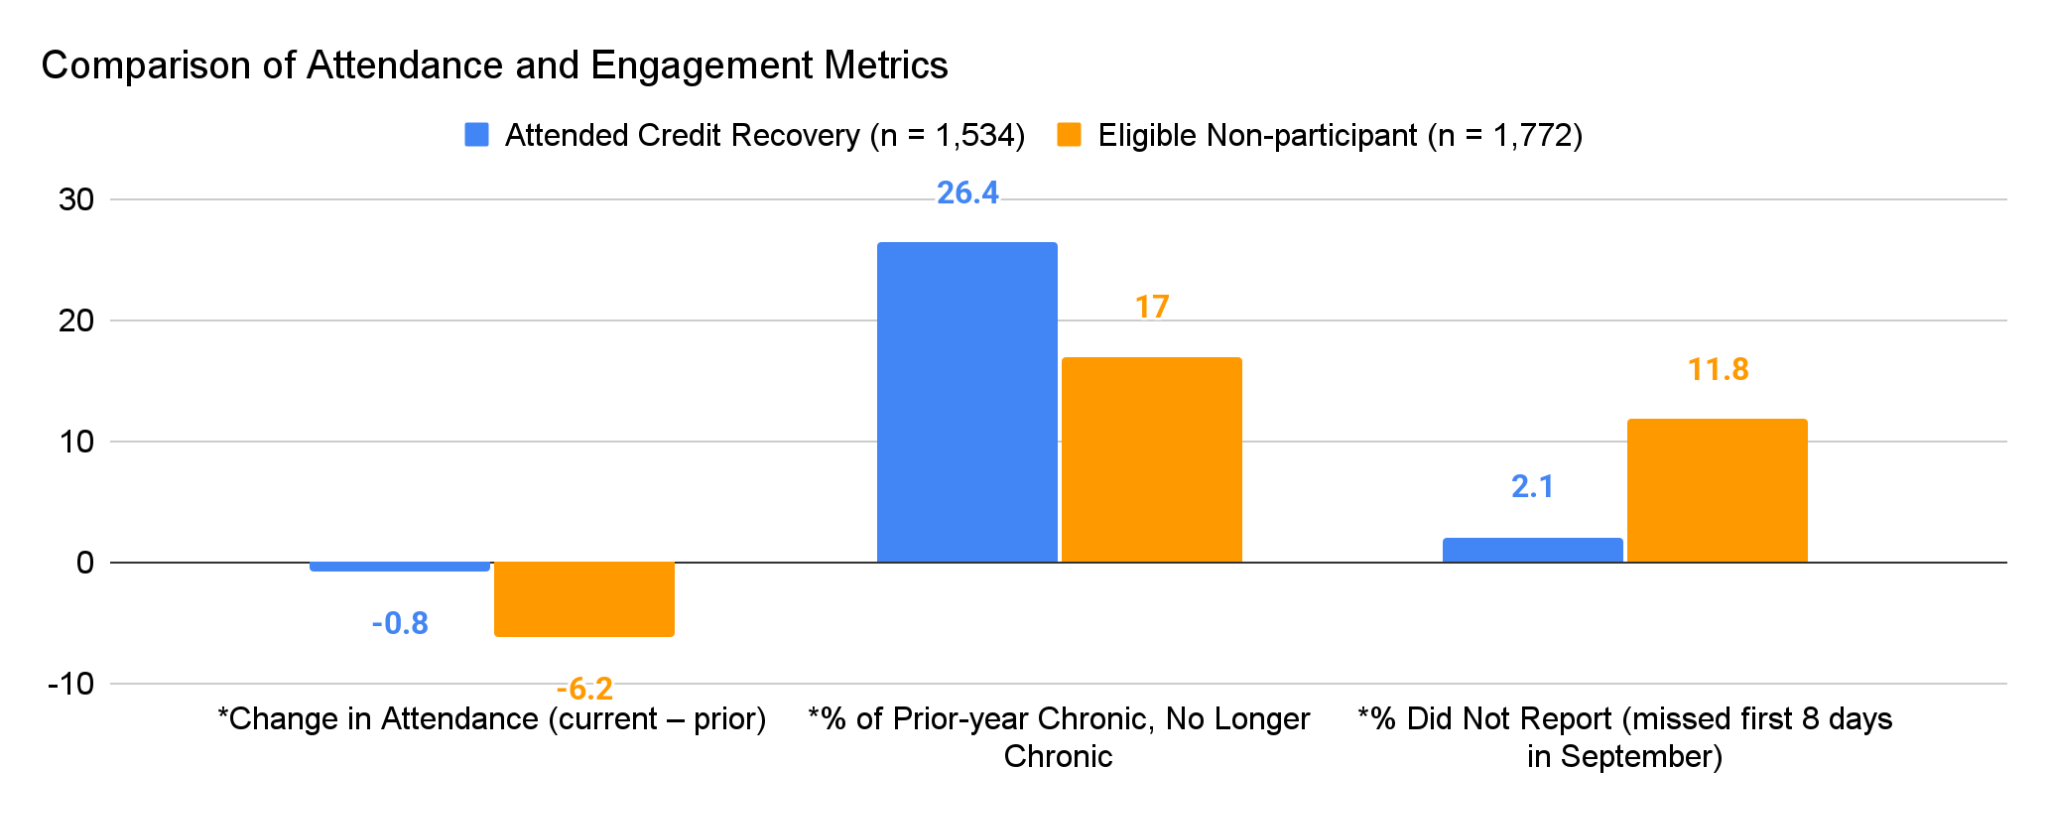 Comparison of Attendance and Engagement Metrics
Attended Credit Recovery (n = 1,534) Eligible Non-participant (n = 1,772)
30
20
10
0
-10
26.4
17
11.8
2.1
-0.8
-6.2
*Change in Attendance (current – prior)
*% of Prior-year Chronic, No Longer
Chronic
*% Did Not Report (missed first 8 days
in September)